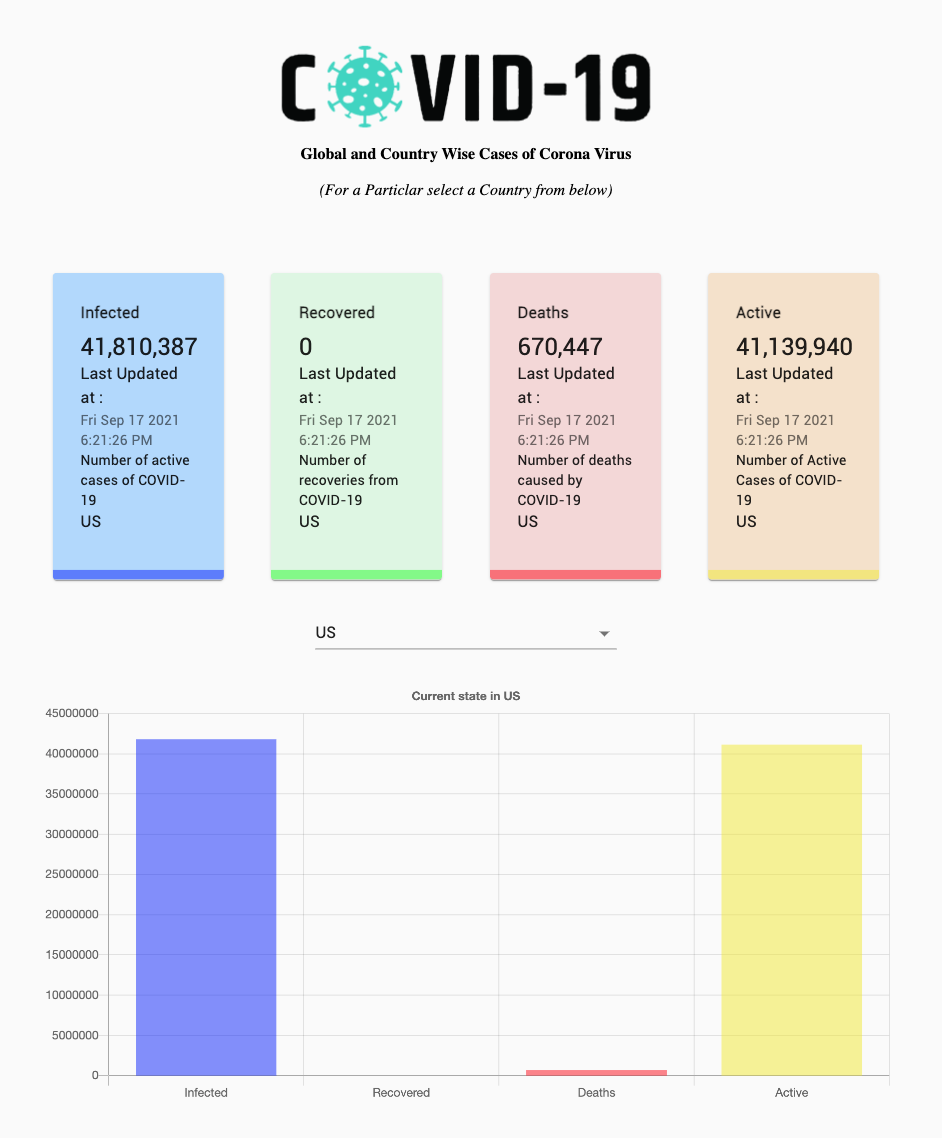 COVID-19
Global and Country Wise Cases of Corona Virus
(For a Particlar select a Country from below)
Infected
41,810,387
Last Updated
at :
Fri Sep 17 2021
6:21:26 PM
Number of active
cases of COVID-
19
US
Recovered
0
Last Updated
at :
Fri Sep 17 2021
6:21:26 PM
Number of
recoveries from
COVID-19
US
Deaths
670,447
Last Updated
at :
Fri Sep 17 2021
6:21:26 PM
Number of deaths
caused by
COVID-19
US
Active
41,139,940
Last Updated
at :
Fri Sep 17 2021
6:21:26 PM
Number of Active
Cases of COVID-
19
US
US
Current state in US
45000000
40000000
35000000
30000000
25000000
20000000
15000000
10000000
5000000
0
Infected
Recovered
Deaths
Active